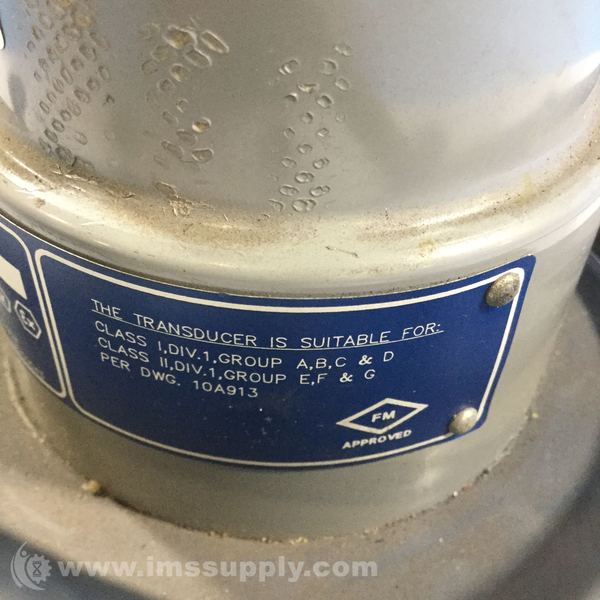 THE TRANSDUCER IS SUITABLE FOR:
CLASS I,DIV.1,GROUP A,B,C & D
CLASS II,DIV.1,GROUP E,F & G
PER DWG. 10A913
FM
APPROVED
Ex
www.imssupply.com